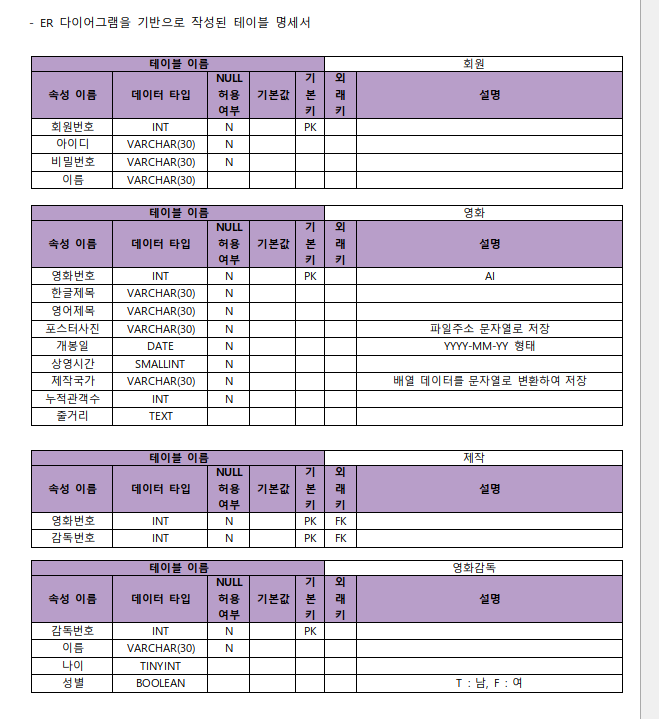 - ER 다이어그램을 기반으로 작성된 테이블 명세서
테이블 이름 회원
속성 이름 데이터 타입 NULL 허용 여부 기본값 기본키 외래키 설명
회원번호 INT N PK
아이디 VARCHAR(30) N
비밀번호 VARCHAR(30) N
이름 VARCHAR(30)
테이블 이름 영화
속성 이름 데이터 타입 NULL 허용 여부 기본값 기본키 외래키 설명
영화번호 INT N PK AI
한글제목 VARCHAR(30) N
영어제목 VARCHAR(30) N
포스터사진 VARCHAR(30) N 파일주소 문자열로 저장
개봉일 DATE N YYYY-MM-YY 형태
상영시간 SMALLINT N
제작국가 VARCHAR(30) N 배열 데이터를 문자열로 변환하여 저장
누적관객수 INT N
줄거리 TEXT
테이블 이름 제작
속성 이름 데이터 타입 NULL 허용 여부 기본값 기본키 외래키 설명
영화번호 INT N PK FK
감독번호 INT N PK FK
테이블 이름 영화감독
속성 이름 데이터 타입 NULL 허용 여부 기본값 기본키 외래키 설명
감독번호 INT N PK
이름 VARCHAR(30) N
나이 TINYINT
성별 BOOLEAN T : 남, F : 여